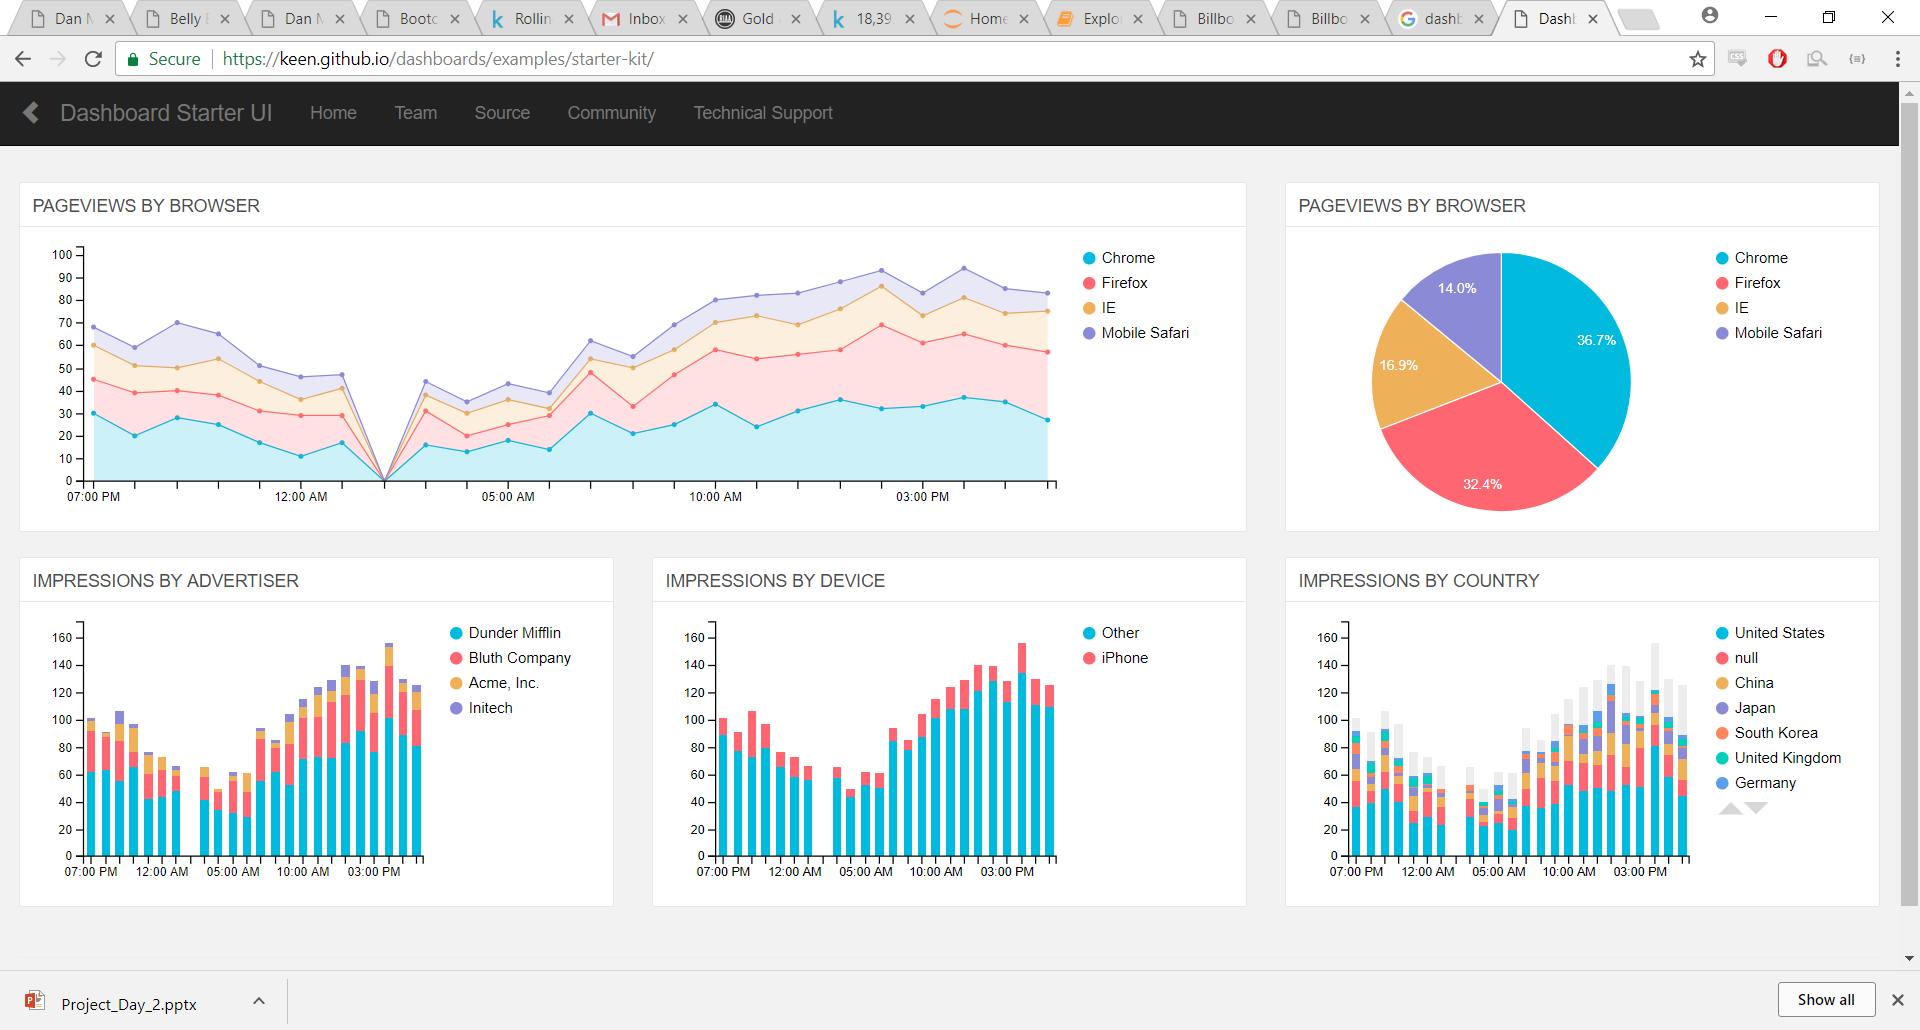 Dan M
Belly B
Dan M
Bootc
Rollin
Inbox
Gold
18,39
Home
Explo
Billbo
Billbo
dashb
Dashb
Secure https://keen.github.io/dashboards/examples/starter-kit/
Dashboard Starter UI Home Team Source Community Technical Support
PAGEVIEWS BY BROWSER
100
90
80
70
60
50
40
30
20
10
0
07:00 PM 12:00 AM 05:00 AM 10:00 AM 03:00 PM
Chrome
Firefox
IE
Mobile Safari
PAGEVIEWS BY BROWSER
14.0%
36.7%
16.9%
32.4%
Chrome
Firefox
IE
Mobile Safari
IMPRESSIONS BY ADVERTISER
160
140
120
100
80
60
40
20
0
07:00 PM 12:00 AM 05:00 AM 10:00 AM 03:00 PM
Dunder Mifflin
Bluth Company
Acme, Inc.
Initech
IMPRESSIONS BY DEVICE
160
140
120
100
80
60
40
20
0
07:00 PM 12:00 AM 05:00 AM 10:00 AM 03:00 PM
Other
iPhone
IMPRESSIONS BY COUNTRY
160
140
120
100
80
60
40
20
0
07:00 PM 12:00 AM 05:00 AM 10:00 AM 03:00 PM
United States
null
China
Japan
South Korea
United Kingdom
Germany
Project_Day_2.pptx
Show all